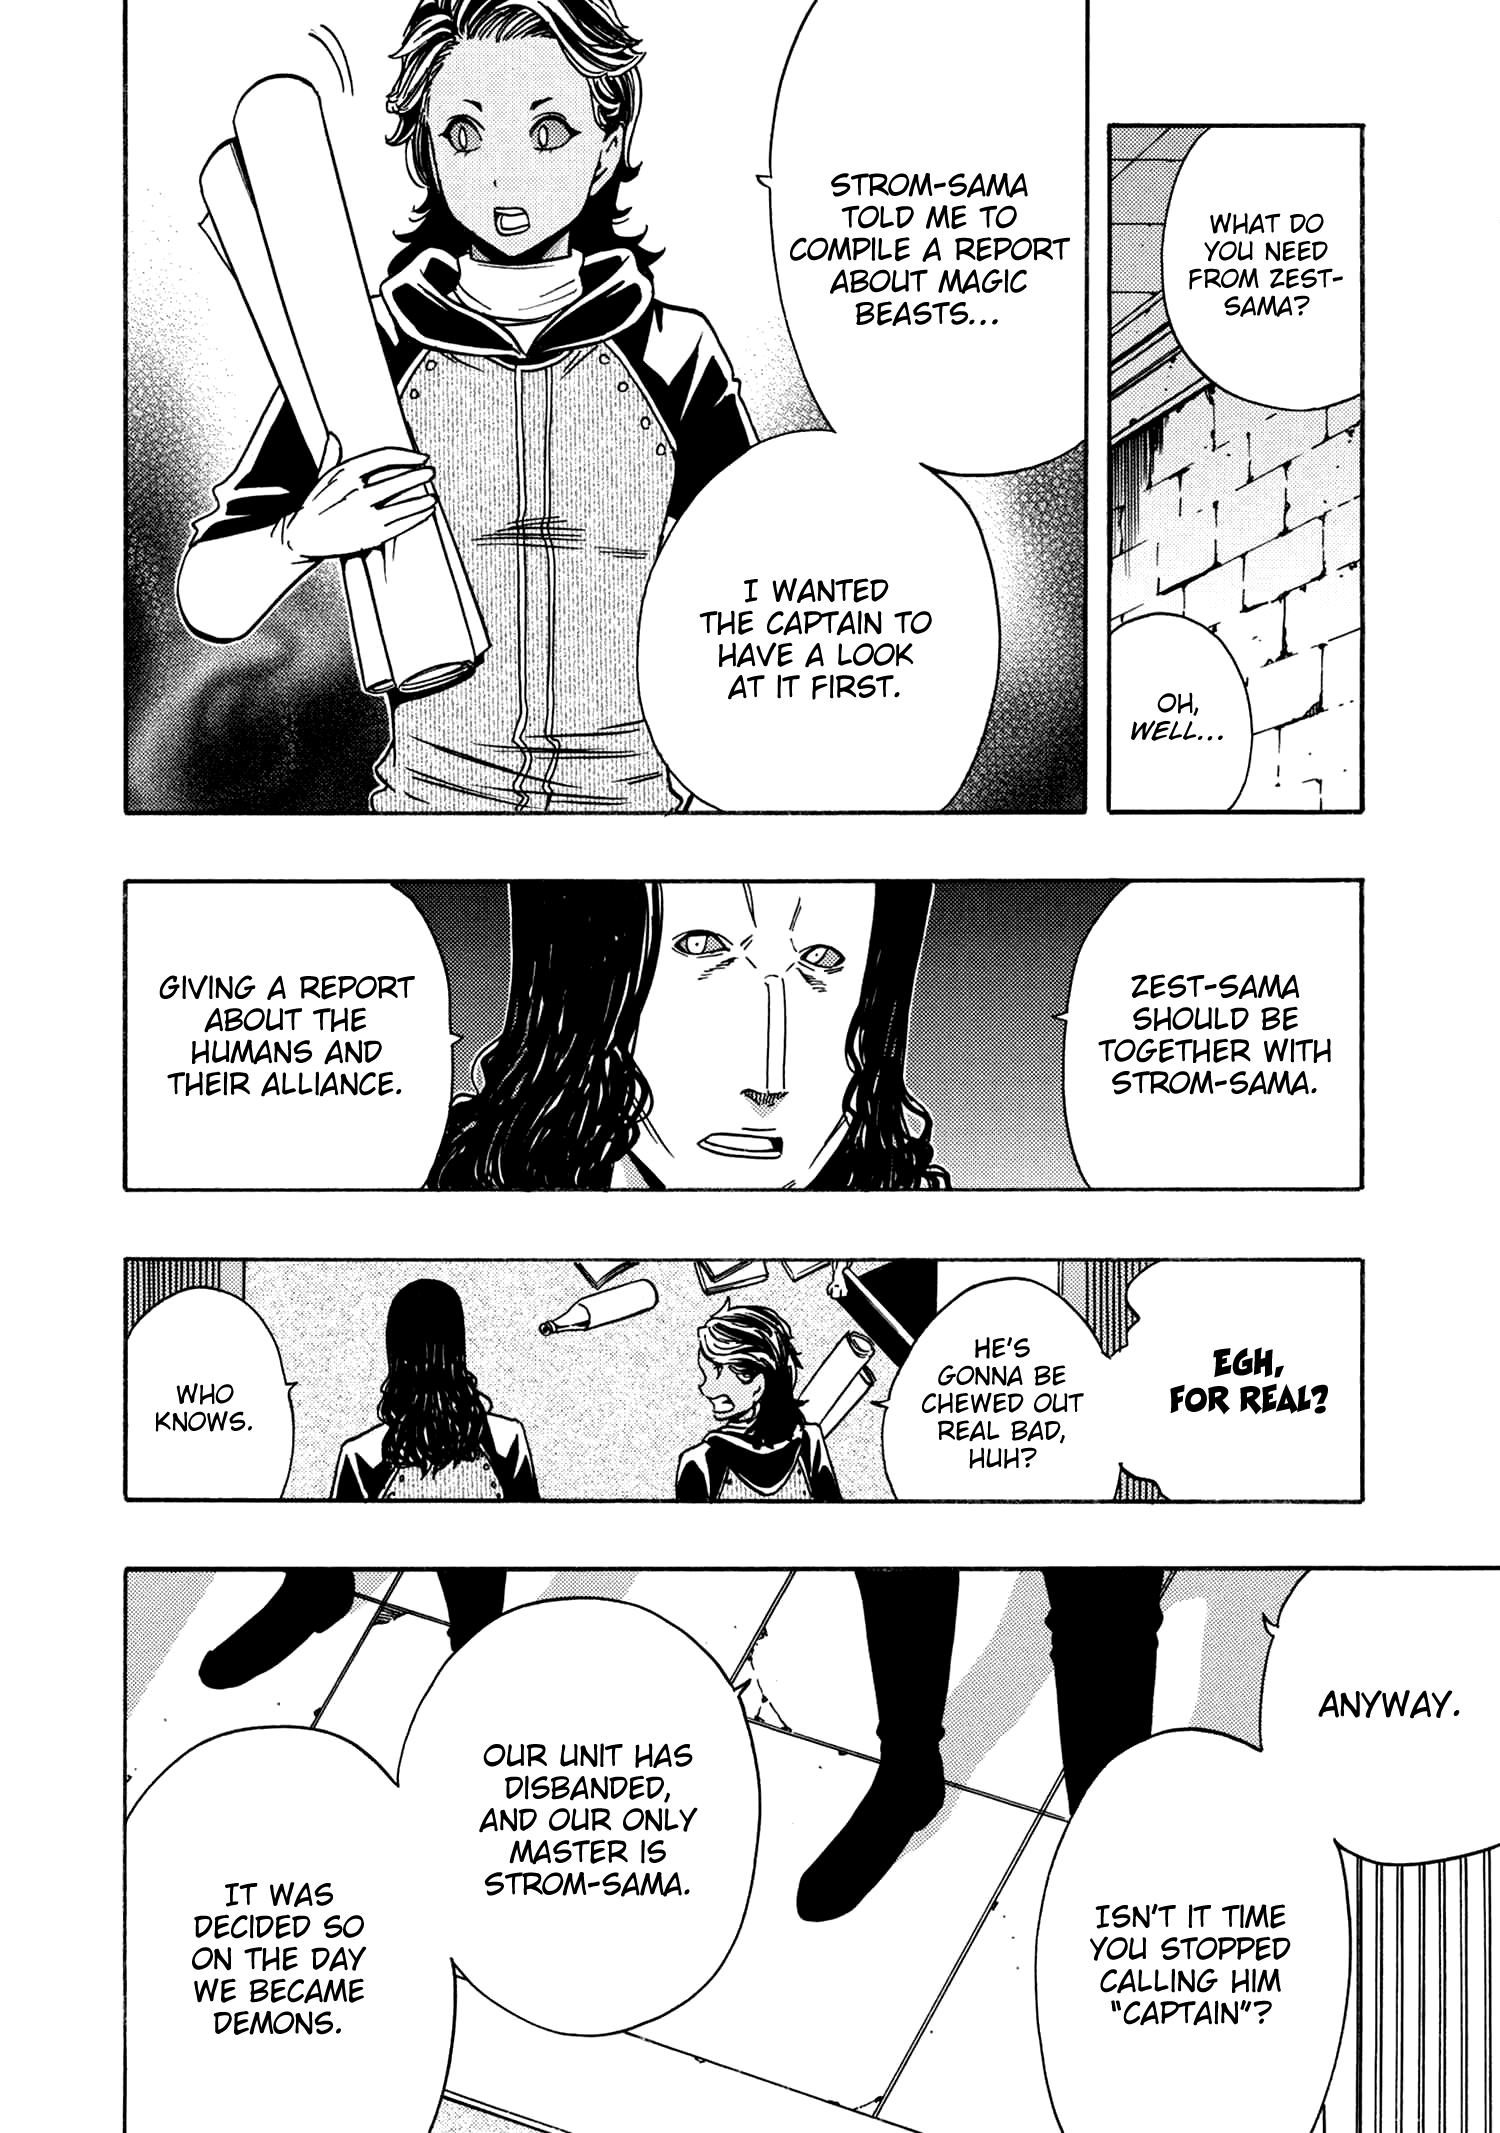 WHAT DO
YOU NEED
FROM ZEST-
SAMA?
OH,
WELL...
STROM-SAMA
TOLD ME TO
COMPILE A REPORT
ABOUT MAGIC
BEASTS...
I WANTED
THE CAPTAIN TO
HAVE A LOOK
AT IT FIRST.
ZEST-SAMA
SHOULD BE
TOGETHER WITH
STROM-SAMA.
GIVING A REPORT
ABOUT THE
HUMANS AND
THEIR ALLIANCE.
EGH,
FOR REAL?
HE'S
GONNA BE
CHEWED OUT
REAL BAD,
HUH?
WHO
KNOWS.
ANYWAY.
ISN'T IT TIME
YOU STOPPED
CALLING HIM
"CAPTAIN"?
OUR UNIT HAS
DISBANDED,
AND OUR ONLY
MASTER IS
STROM-SAMA.
IT WAS
DECIDED SO
ON THE DAY
WE BECAME
DEMONS.